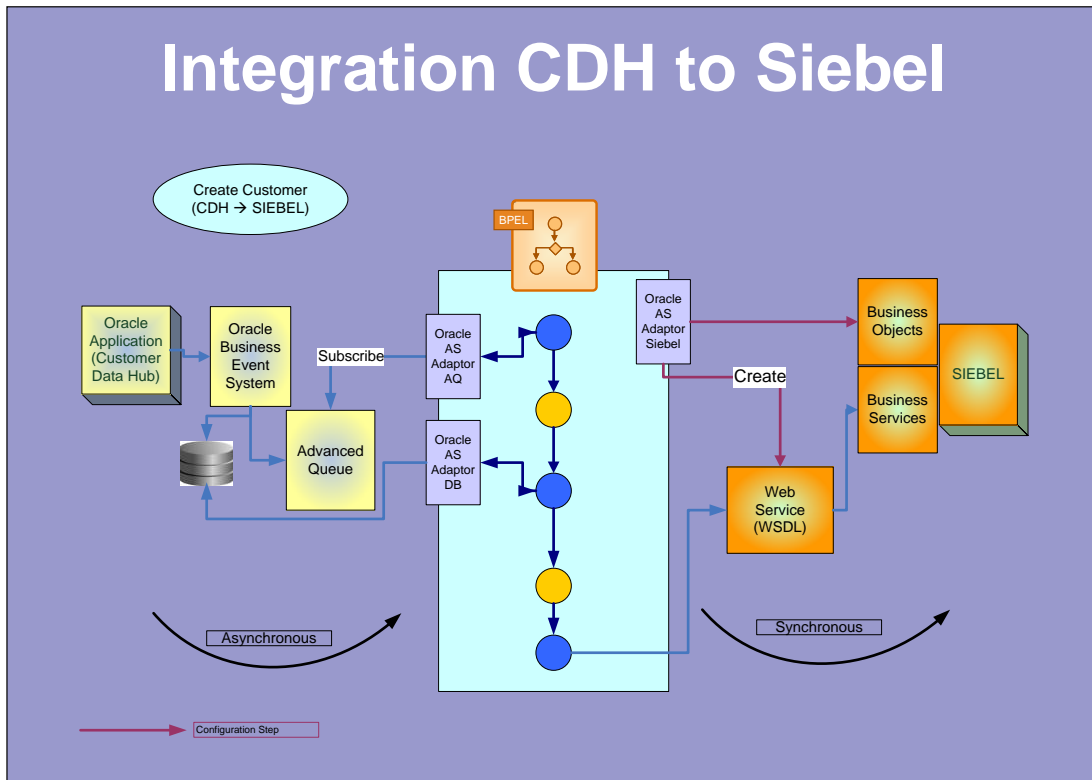 Integration CDH to Siebel
Create Customer
(CDH → SIEBEL)
BPEL
Oracle
Application
(Customer
Data Hub)
Oracle
Business
Event
System
Subscribe
Oracle
AS
Adaptor
AQ
Advanced
Queue
Oracle
AS
Adaptor
DB
Oracle
AS
Adaptor
Siebel
Create
Business
Objects
SIEBEL
Business
Services
Web
Service
(WSDL)
Asynchronous
Synchronous
Configuration Step